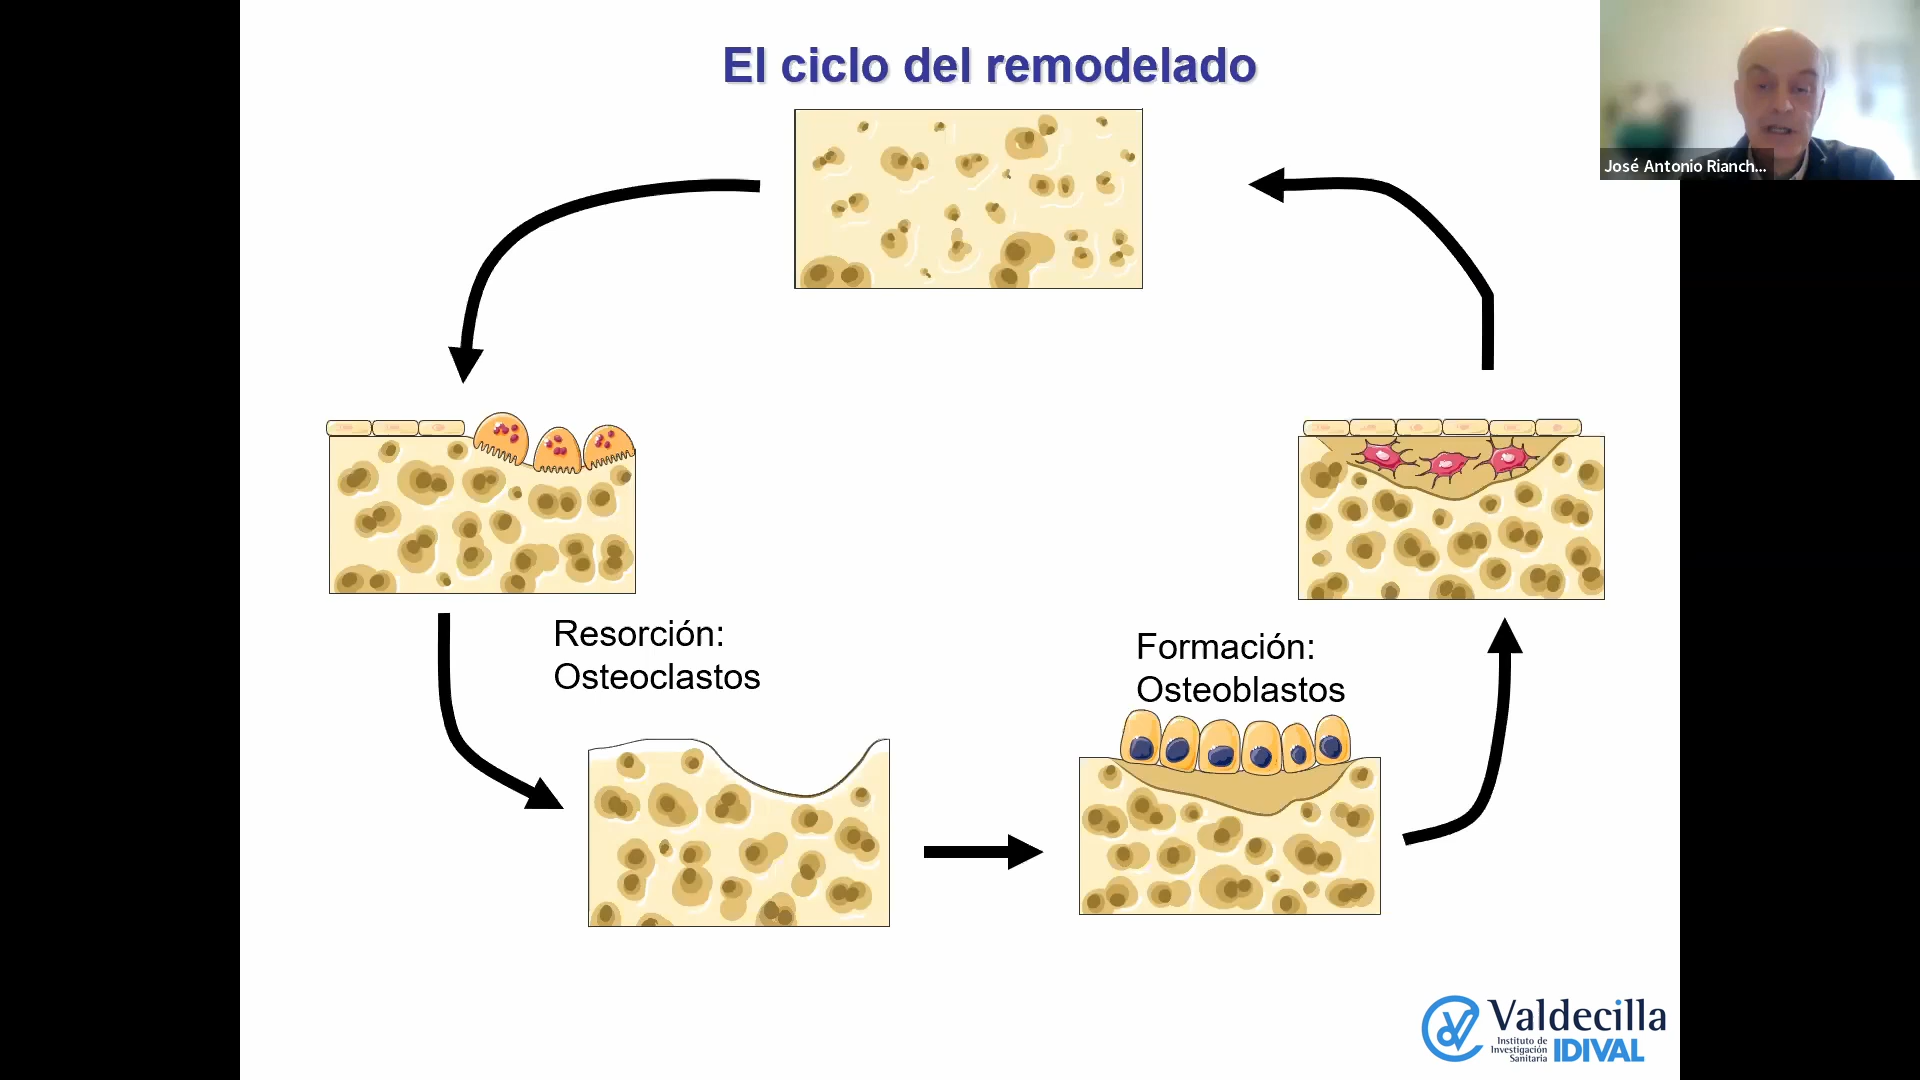 El ciclo del remodelado
José Antonio Rianch...
Resorción:
Osteoclastos
Formación:
Osteoblastos
Valdecilla
Instituto de
Investigación
Sanitaria
IDIVAL